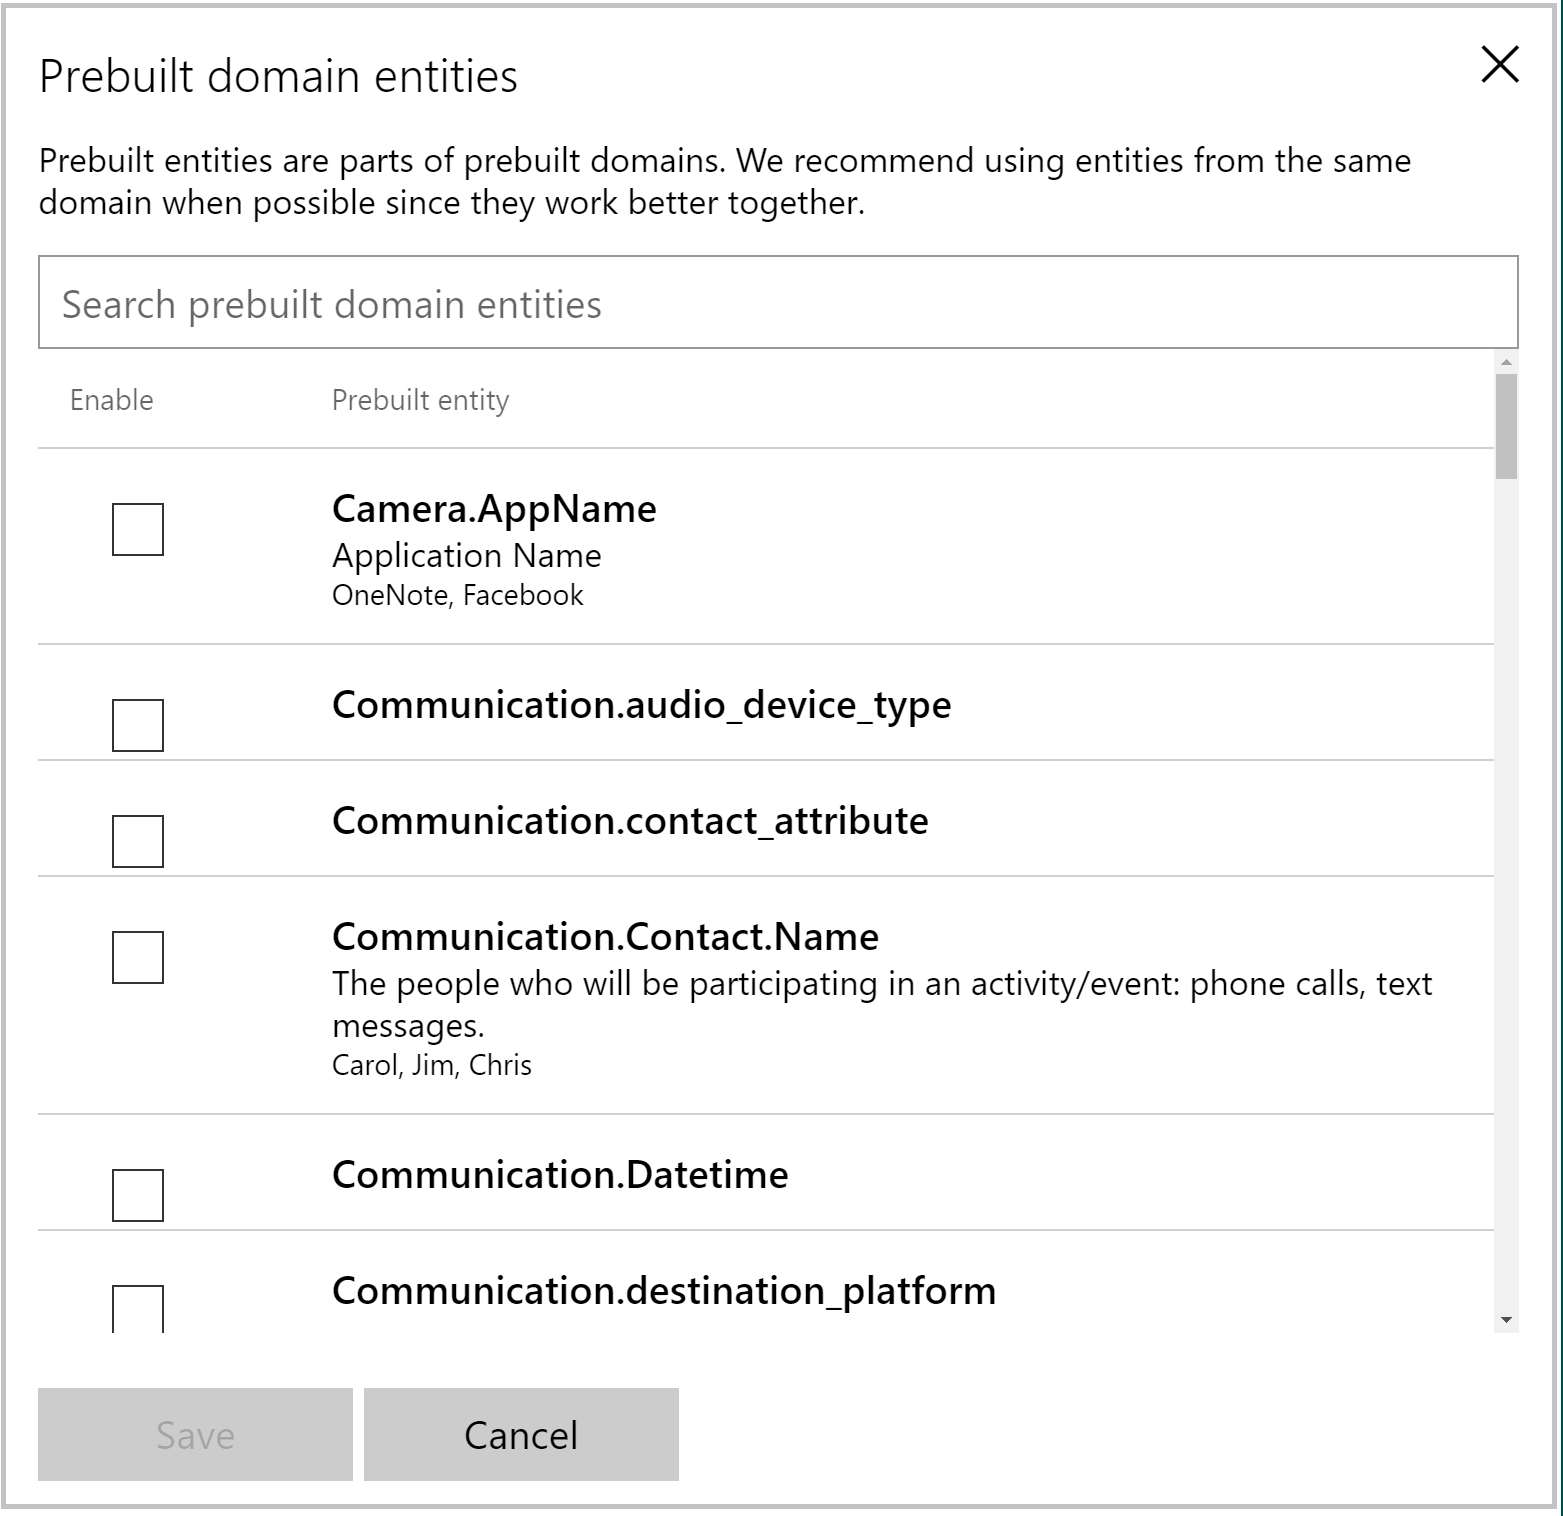 Prebuilt domain entities
Prebuilt entities are parts of prebuilt domains. We recommend using entities from the same
domain when possible since they work better together.
Search prebuilt domain entities
Enable Prebuilt entity
Camera.AppName
Application Name
OneNote, Facebook
Communication.audio_device_type
Communication.contact_attribute
Communication.Contact.Name
The people who will be participating in an activity/event: phone calls, text
messages.
Carol, Jim, Chris
Communication.Datetime
Communication.destination_platform
Save Cancel